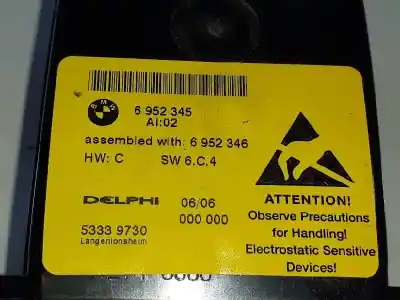 BMW
6 952 345
AI:02
assembled with: 6 952 346
HW: C SW 6.C.4
DELPHI 06/06
000 000
5333 9730
Langenlonsheim
ATTENTION!
Observe Precautions
for Handling!
Electrostatic Sensitive
Devices!